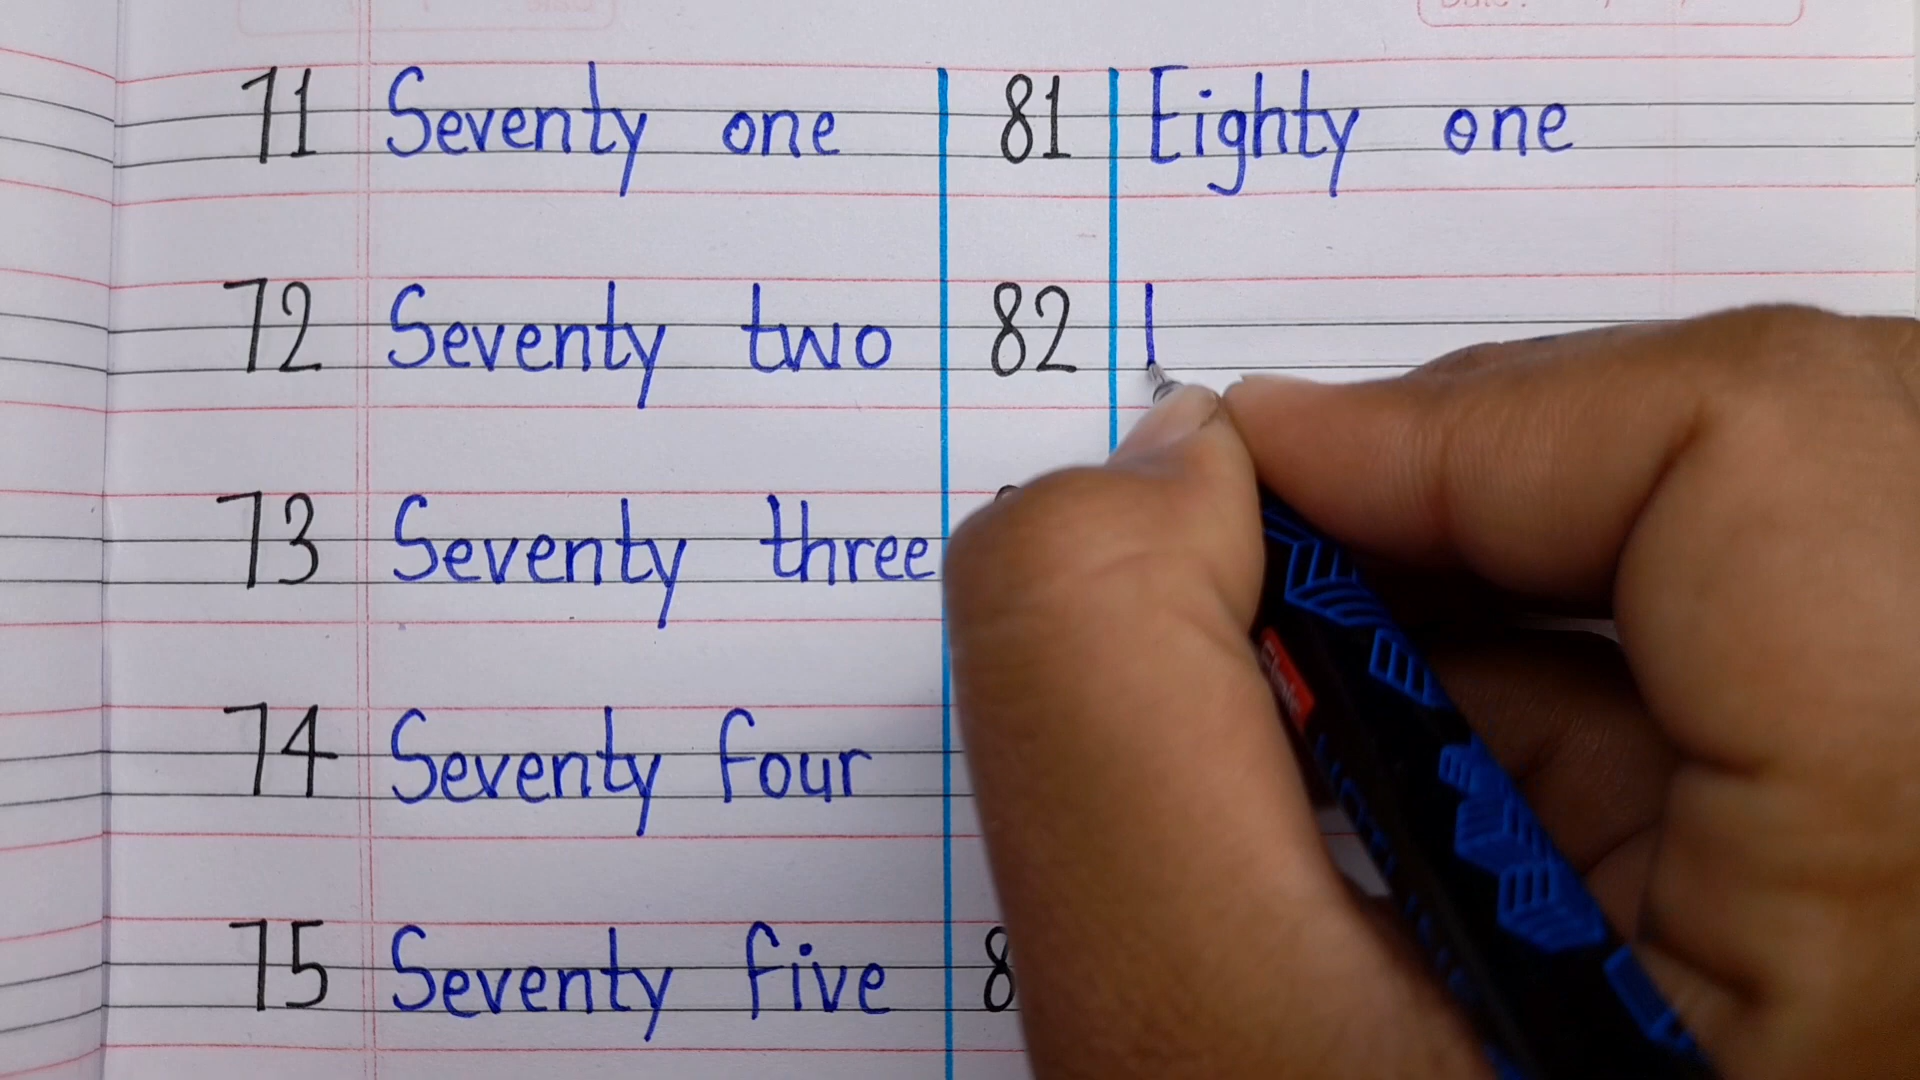 71 Seventy one 81 Eighty one
72 Seventy two 82
73 Seventy three
74 Seventy four
75 Seventy five 8